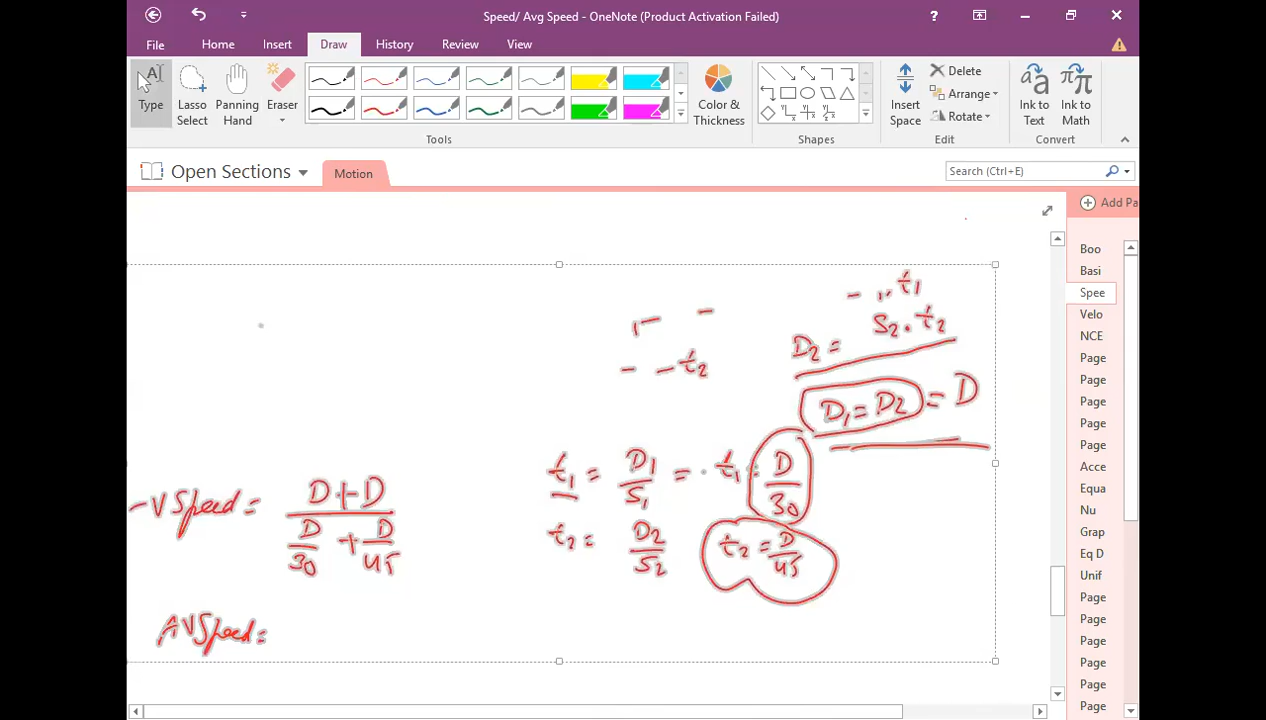 Speed/ Avg Speed - OneNote (Product Activation Failed)
?
File
Home
Insert
Draw
History
Review
View
Type
Lasso Select
Panning Hand
Eraser
Color & Thickness
Insert Space
Delete
Arrange
Rotate
Ink to Text
Ink to Math
Tools
Shapes
Edit
Convert
Open Sections
Motion
Search (Ctrl+E)
Add Pa
Boo
Basi
Spee
Velo
NCE
Page
Page
Page
Page
Page
Acce
Equa
Nu
Grap
Eq D
Unif
Page
Page
Page
Page
Page
Page
t1
D2 = S2 . t2
t2
D1 = D2 = D
t1 = D1/S1 = t1 = D/30
t2 = D2/S2 t2 = D/45
V Speed = (D + D)/(D/30 + D/45)
AV Speed =